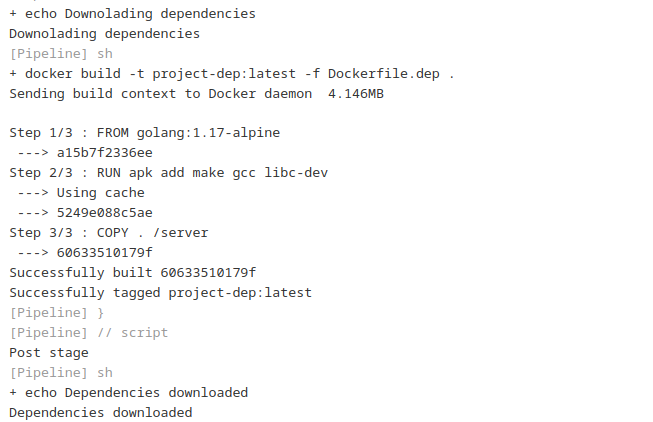 + echo Downolading dependencies
Downolading dependencies
[Pipeline] sh
+ docker build -t project-dep:latest -f Dockerfile.dep .
Sending build context to Docker daemon  4.146MB
Step 1/3 : FROM golang:1.17-alpine
 ---> a15b7f2336ee
Step 2/3 : RUN apk add make gcc libc-dev
 ---> Using cache
 ---> 5249e088c5ae
Step 3/3 : COPY . /server
 ---> 60633510179f
Successfully built 60633510179f
Successfully tagged project-dep:latest
[Pipeline] }
[Pipeline] // script
Post stage
[Pipeline] sh
+ echo Dependencies downloaded
Dependencies downloaded